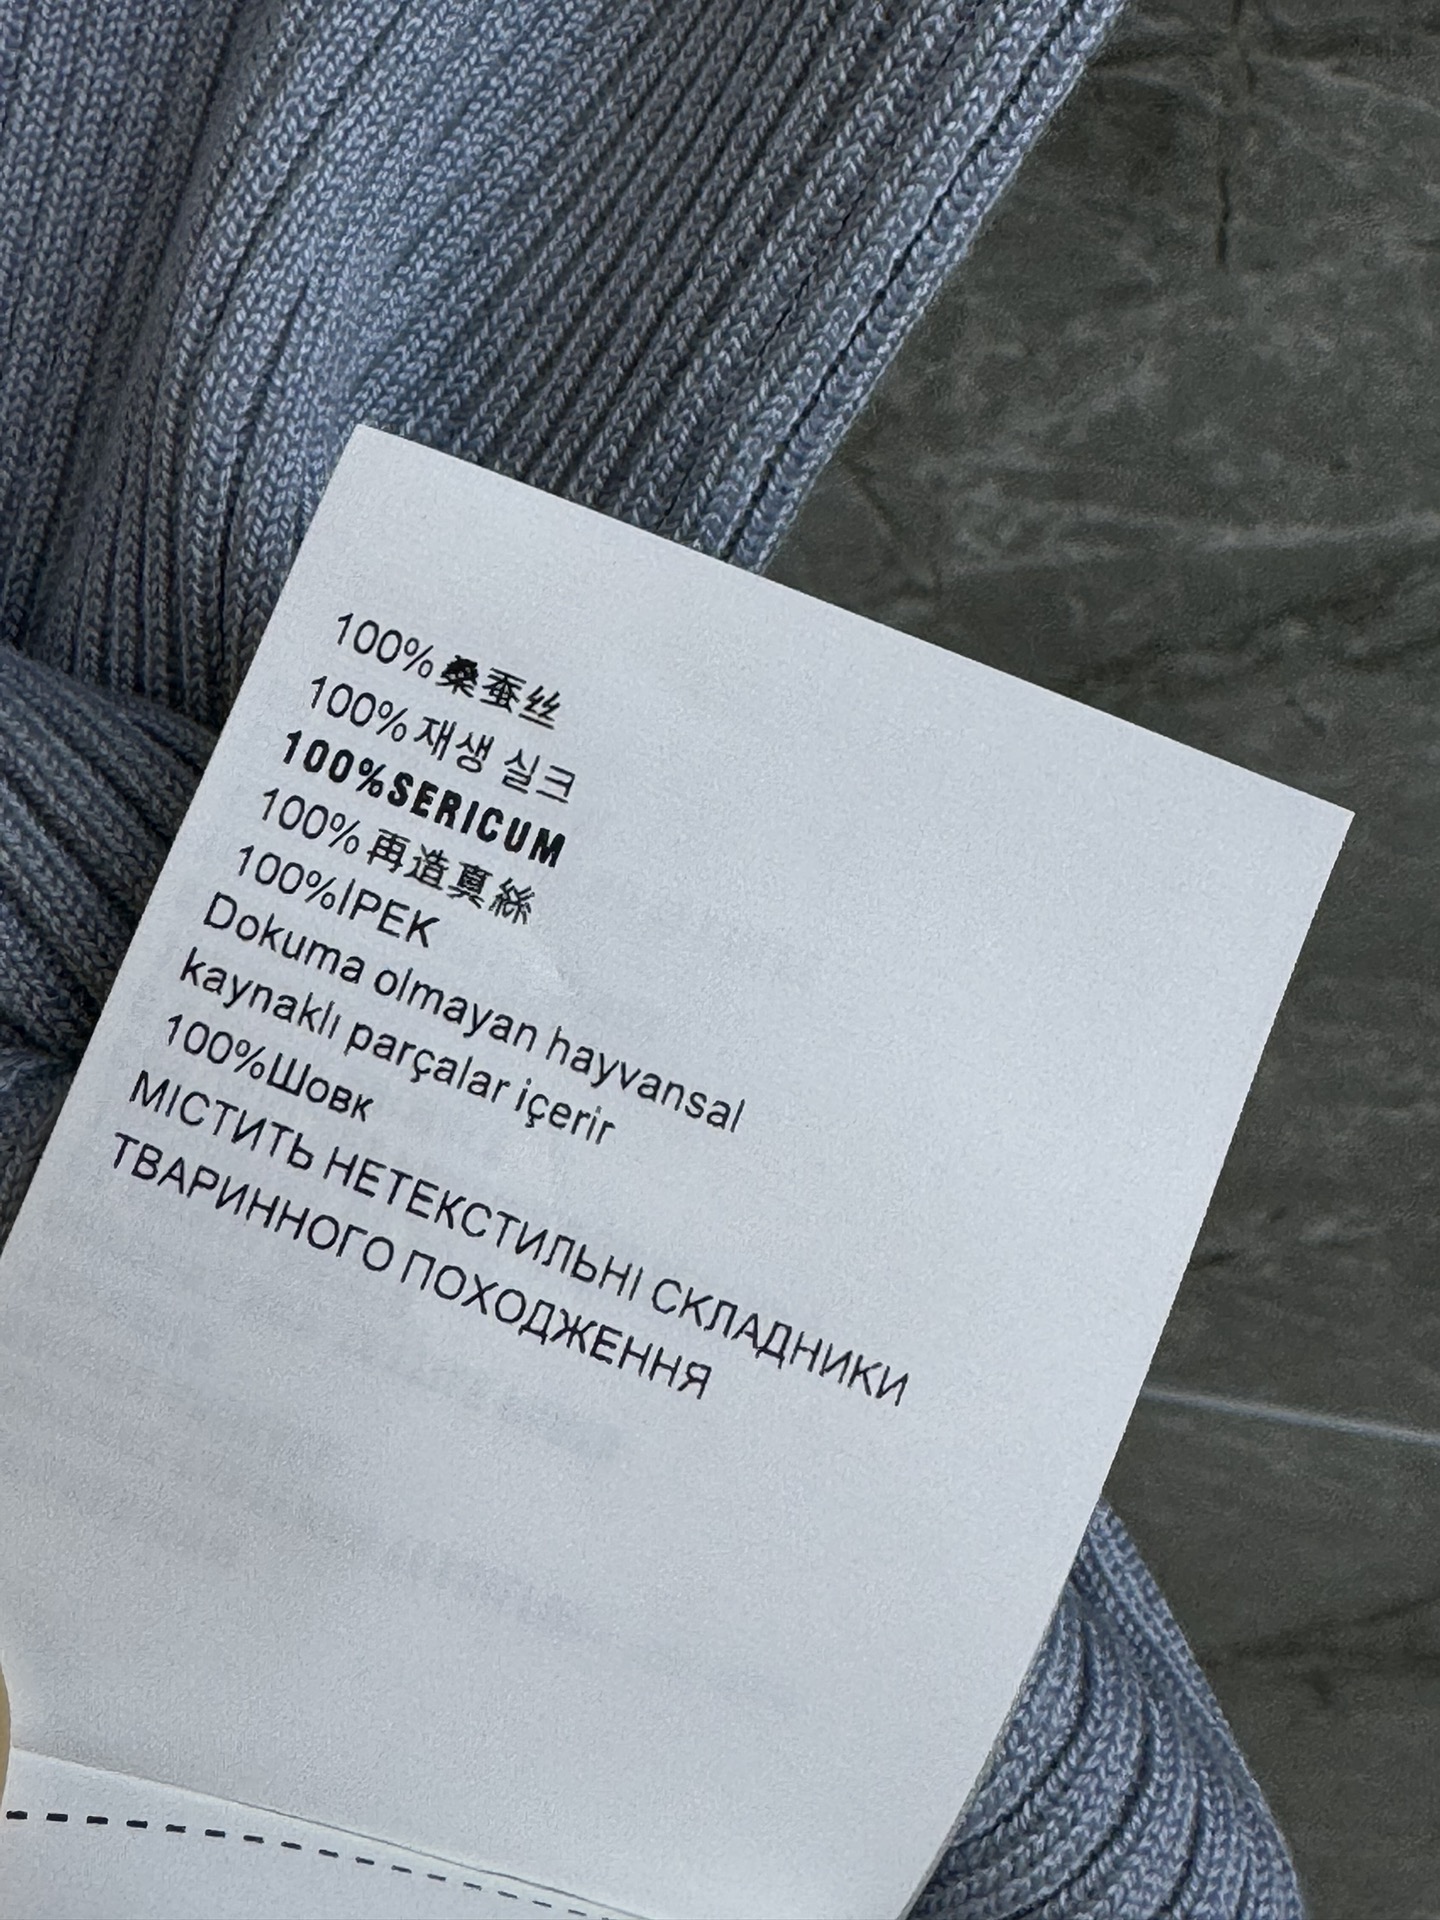 100%桑蚕丝
100%재생 실크
100%SERICUM
100%再造真絲
100%İPEK
Dokuma olmayan hayvansal
kaynaklı parçalar içerir
100%Шовк
МІСТИТЬ НЕТЕКСТИЛЬНІ СКЛАДНИКИ
ТВАРИННОГО ПОХОДЖЕННЯ